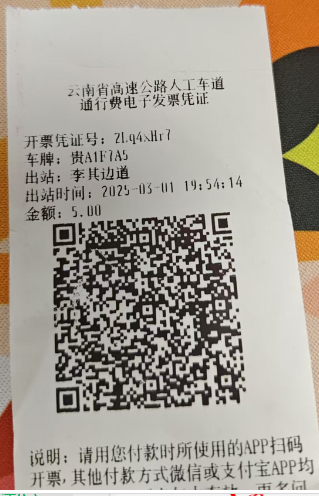 云南省高速公路人工车道
通行费电子发票凭证
开票凭证号：2Lq4xHr7
车牌：贵A1F7A5
出站：李其边道
出站时间：2025-03-01 19:54:14
金额：5.00
说明：请用您付款时所使用的APP扫码
开票,其他付款方式微信或支付宝APP均